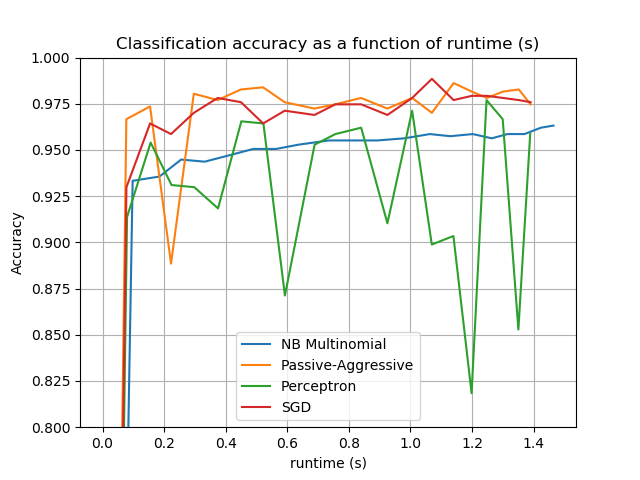 Classification accuracy as a function of runtime (s)
1.000
0.975
0.950
0.925
0.900
0.875
0.850
0.825
0.800
Accuracy
NB Multinomial
Passive-Aggressive
Perceptron
SGD
0.0 0.2 0.4 0.6 0.8 1.0 1.2 1.4
runtime (s)